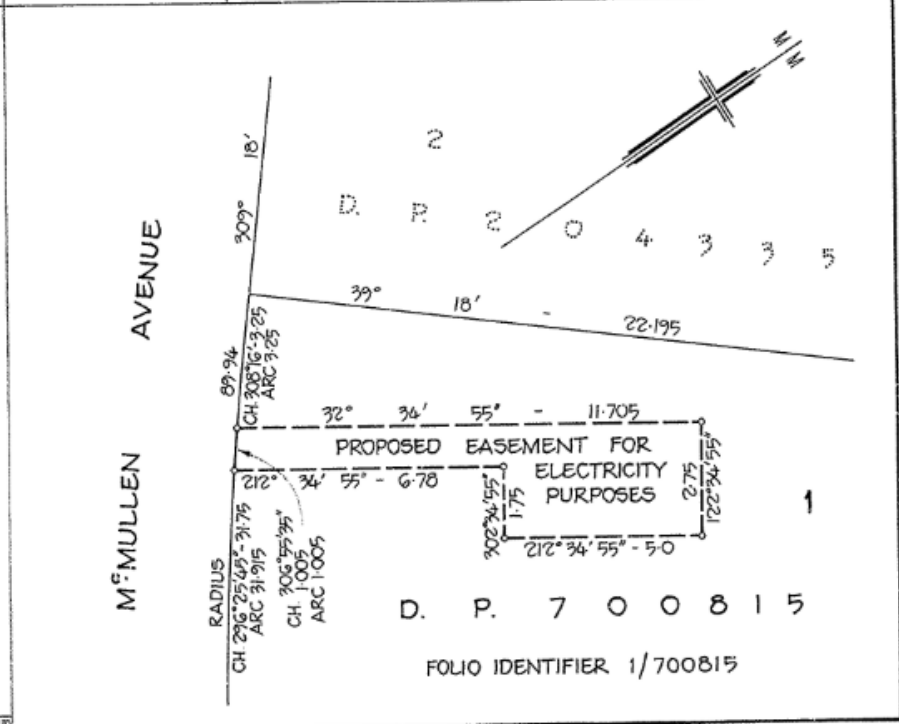 M
M
2
D. P. 2 0 4 3 3 5
309° 18'
39° 18' - 22·195
McMULLEN AVENUE
89·94
CH. 308°16'-3·25
ARC 3·25
32° 34' 55" - 11·705
PROPOSED EASEMENT FOR
ELECTRICITY
PURPOSES
212° 34' 55" - 6·78
302°34'55"
1·75
2·75
122°34'55"
212° 34' 55" - 5·0
1
RADIUS
CH. 296°25'45"-31·75
ARC 31·915
CH. 306°55'35"
1·005
ARC 1·005
D. P. 7 0 0 8 1 5
FOLIO IDENTIFIER 1/700815